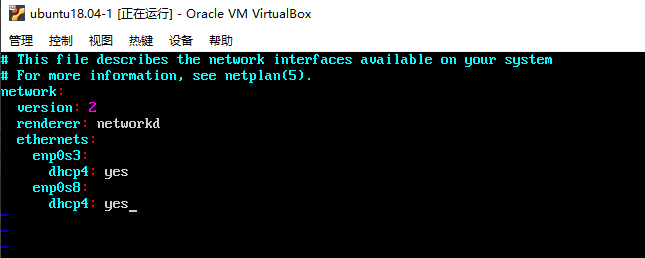 ubuntu18.04-1 [正在运行] - Oracle VM VirtualBox
管理 控制 视图 热键 设备 帮助
# This file describes the network interfaces available on your system
# For more information, see netplan(5).
network:
  version: 2
  renderer: networkd
  ethernets:
    enp0s3:
      dhcp4: yes
    enp0s8:
      dhcp4: yes_
~
~
~